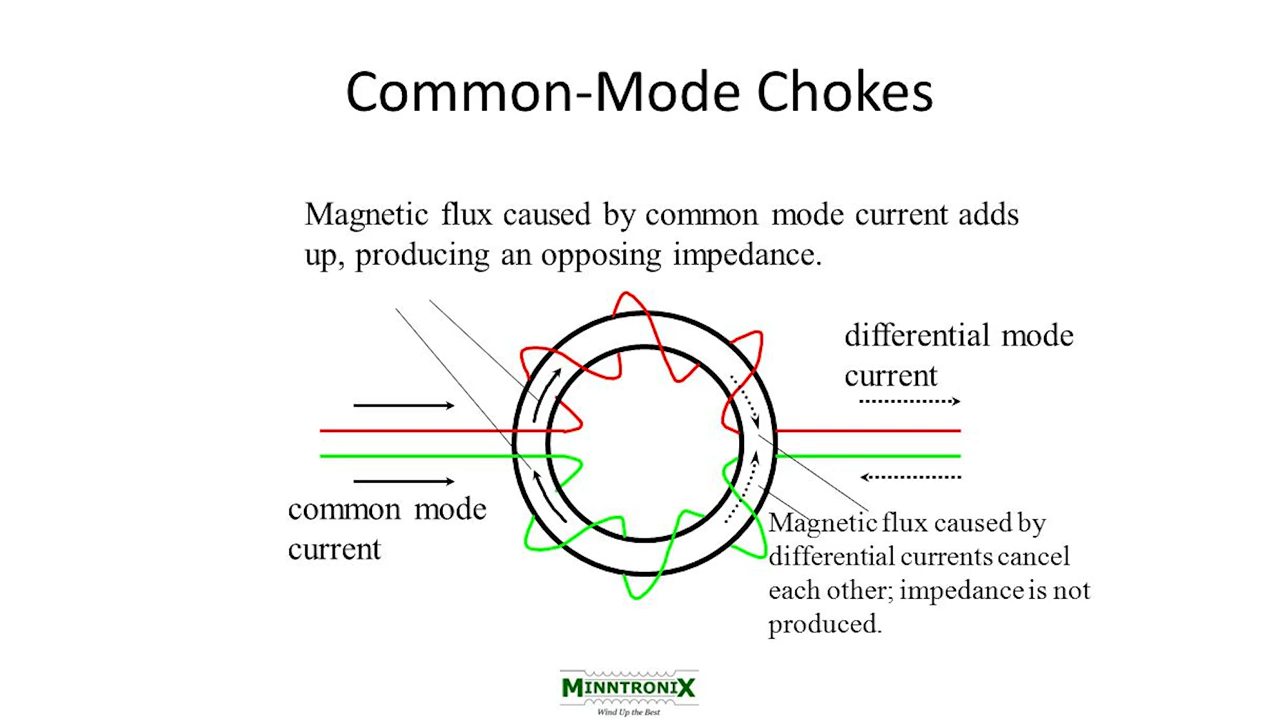 Common-Mode Chokes
Magnetic flux caused by common mode current adds
up, producing an opposing impedance.
differential mode
current
common mode
current
Magnetic flux caused by
differential currents cancel
each other; impedance is not
produced.
MINNTRONIX
Wind Up the Best